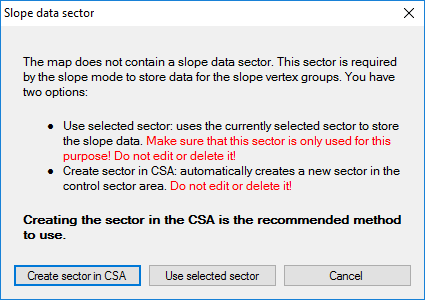 Slope data sector
The map does not contain a slope data sector. This sector is required
by the slope mode to store data for the slope vertex groups. You have
two options:
● Use selected sector: uses the currently selected sector to store
the slope data. Make sure that this sector is only used for this
purpose! Do not edit or delete it!
● Create sector in CSA: automatically creates a new sector in the
control sector area. Do not edit or delete it!
Creating the sector in the CSA is the recommended method
to use.
Create sector in CSA
Use selected sector
Cancel